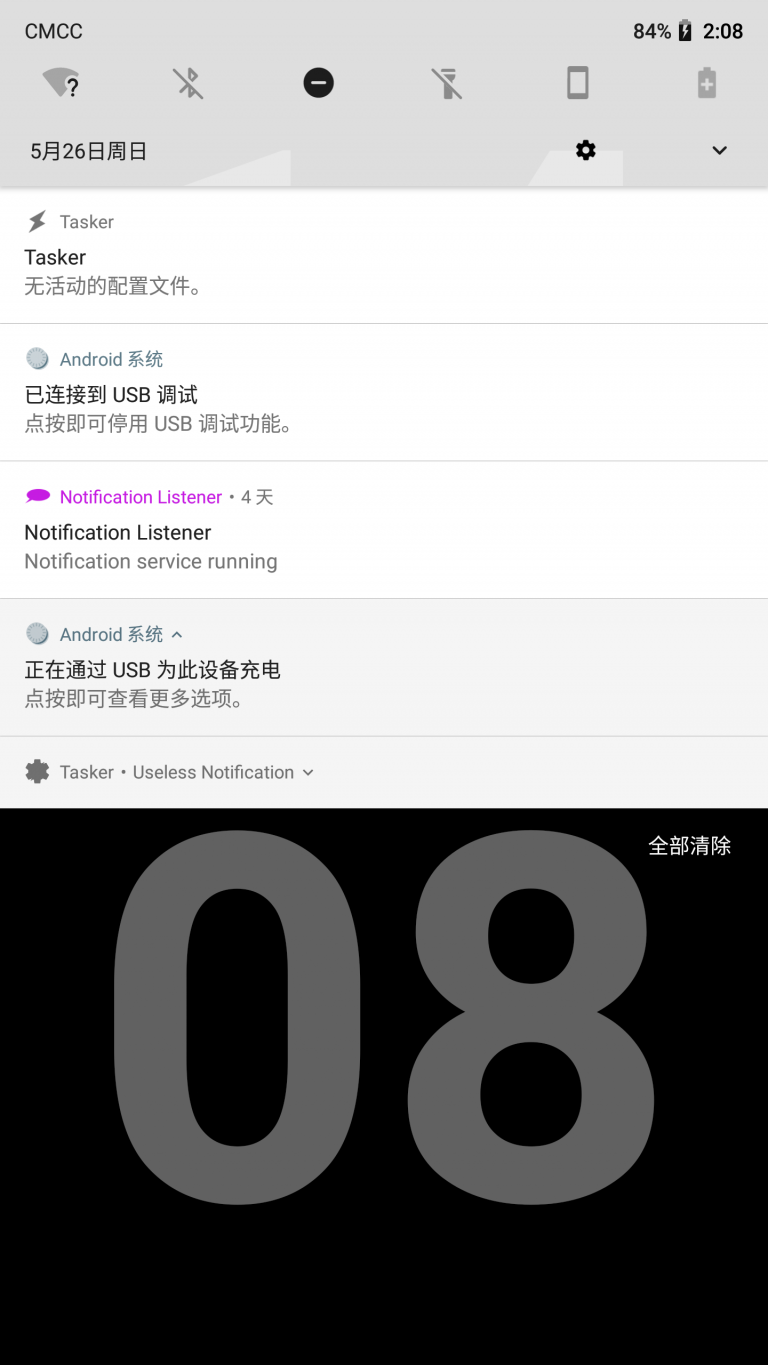 CMCC 84% 2:08
?
5月26日周日
Tasker
Tasker
无活动的配置文件。
Android 系统
已连接到 USB 调试
点按即可停用 USB 调试功能。
Notification Listener • 4 天
Notification Listener
Notification service running
Android 系统
正在通过 USB 为此设备充电
点按即可查看更多选项。
Tasker • Useless Notification
全部清除
08